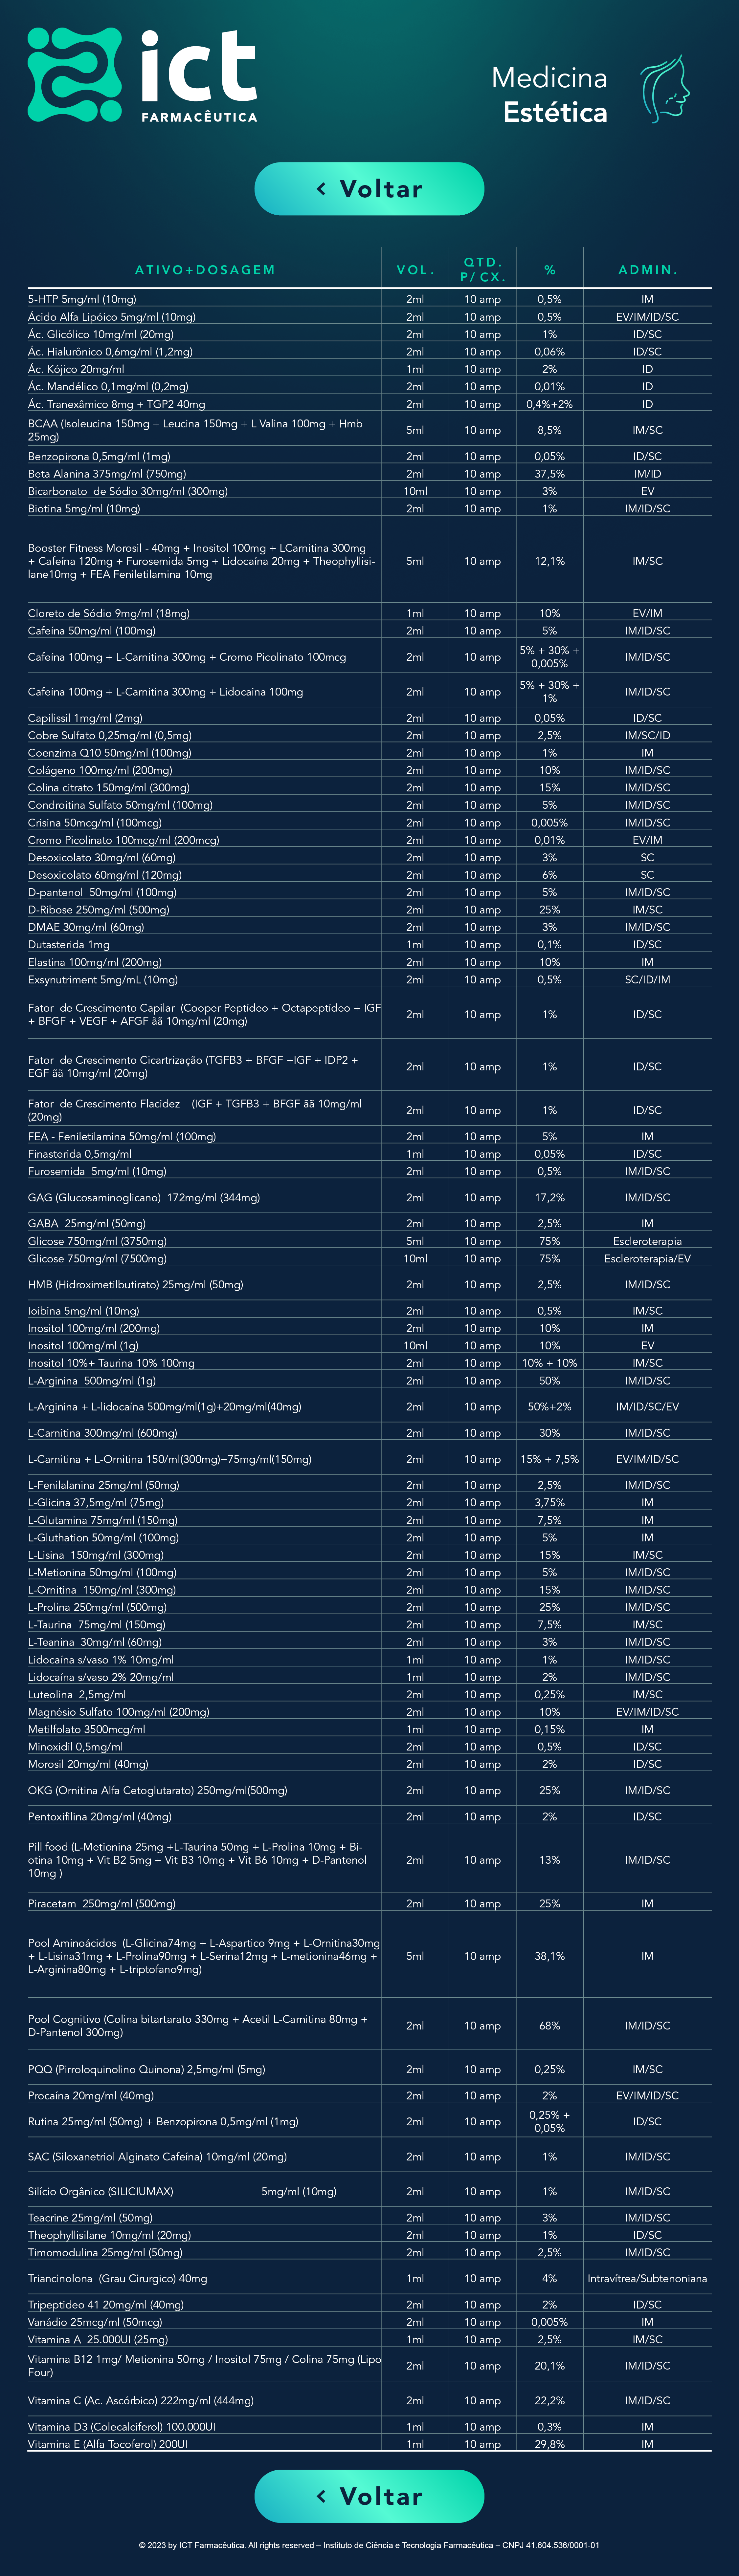 ict
FARMACÊUTICA
Medicina
Estética
‹ Voltar
ATIVO+DOSAGEM VOL. QTD. P/ CX. % ADMIN.
5-HTP 5mg/ml (10mg) 2ml 10 amp 0,5% IM
Ácido Alfa Lipóico 5mg/ml (10mg) 2ml 10 amp 0,5% EV/IM/ID/SC
Ác. Glicólico 10mg/ml (20mg) 2ml 10 amp 1% ID/SC
Ác. Hialurônico 0,6mg/ml (1,2mg) 2ml 10 amp 0,06% ID/SC
Ác. Kójico 20mg/ml 1ml 10 amp 2% ID
Ác. Mandélico 0,1mg/ml (0,2mg) 2ml 10 amp 0,01% ID
Ác. Tranexâmico 8mg + TGP2 40mg 2ml 10 amp 0,4%+2% ID
BCAA (Isoleucina 150mg + Leucina 150mg + L Valina 100mg + Hmb
25mg) 5ml 10 amp 8,5% IM/SC
Benzopirona 0,5mg/ml (1mg) 2ml 10 amp 0,05% ID/SC
Beta Alanina 375mg/ml (750mg) 2ml 10 amp 37,5% IM/ID
Bicarbonato de Sódio 30mg/ml (300mg) 10ml 10 amp 3% EV
Biotina 5mg/ml (10mg) 2ml 10 amp 1% IM/ID/SC
Booster Fitness Morosil - 40mg + Inositol 100mg + LCarnitina 300mg
+ Cafeína 120mg + Furosemida 5mg + Lidocaína 20mg + Theophyllisi-
lane10mg + FEA Feniletilamina 10mg 5ml 10 amp 12,1% IM/SC
Cloreto de Sódio 9mg/ml (18mg) 1ml 10 amp 10% EV/IM
Cafeína 50mg/ml (100mg) 2ml 10 amp 5% IM/ID/SC
Cafeína 100mg + L-Carnitina 300mg + Cromo Picolinato 100mcg 2ml 10 amp 5% + 30% + 0,005% IM/ID/SC
Cafeína 100mg + L-Carnitina 300mg + Lidocaina 100mg 2ml 10 amp 5% + 30% + 1% IM/ID/SC
Capilissil 1mg/ml (2mg) 2ml 10 amp 0,05% ID/SC
Cobre Sulfato 0,25mg/ml (0,5mg) 2ml 10 amp 2,5% IM/SC/ID
Coenzima Q10 50mg/ml (100mg) 2ml 10 amp 1% IM
Colágeno 100mg/ml (200mg) 2ml 10 amp 10% IM/ID/SC
Colina citrato 150mg/ml (300mg) 2ml 10 amp 15% IM/ID/SC
Condroitina Sulfato 50mg/ml (100mg) 2ml 10 amp 5% IM/ID/SC
Crisina 50mcg/ml (100mcg) 2ml 10 amp 0,005% IM/ID/SC
Cromo Picolinato 100mcg/ml (200mcg) 2ml 10 amp 0,01% EV/IM
Desoxicolato 30mg/ml (60mg) 2ml 10 amp 3% SC
Desoxicolato 60mg/ml (120mg) 2ml 10 amp 6% SC
D-pantenol 50mg/ml (100mg) 2ml 10 amp 5% IM/ID/SC
D-Ribose 250mg/ml (500mg) 2ml 10 amp 25% IM/SC
DMAE 30mg/ml (60mg) 2ml 10 amp 3% IM/ID/SC
Dutasterida 1mg 1ml 10 amp 0,1% ID/SC
Elastina 100mg/ml (200mg) 2ml 10 amp 10% IM
Exsynutriment 5mg/mL (10mg) 2ml 10 amp 0,5% SC/ID/IM
Fator de Crescimento Capilar (Cooper Peptídeo + Octapeptídeo + IGF
+ BFGF + VEGF + AFGF ãã 10mg/ml (20mg) 2ml 10 amp 1% ID/SC
Fator de Crescimento Cicartrização (TGFB3 + BFGF +IGF + IDP2 +
EGF ãã 10mg/ml (20mg) 2ml 10 amp 1% ID/SC
Fator de Crescimento Flacidez (IGF + TGFB3 + BFGF ãã 10mg/ml
(20mg) 2ml 10 amp 1% ID/SC
FEA - Feniletilamina 50mg/ml (100mg) 2ml 10 amp 5% IM
Finasterida 0,5mg/ml 1ml 10 amp 0,05% ID/SC
Furosemida 5mg/ml (10mg) 2ml 10 amp 0,5% IM/ID/SC
GAG (Glucosaminoglicano) 172mg/ml (344mg) 2ml 10 amp 17,2% IM/ID/SC
GABA 25mg/ml (50mg) 2ml 10 amp 2,5% IM
Glicose 750mg/ml (3750mg) 5ml 10 amp 75% Escleroterapia
Glicose 750mg/ml (7500mg) 10ml 10 amp 75% Escleroterapia/EV
HMB (Hidroximetilbutirato) 25mg/ml (50mg) 2ml 10 amp 2,5% IM/ID/SC
Ioibina 5mg/ml (10mg) 2ml 10 amp 0,5% IM/SC
Inositol 100mg/ml (200mg) 2ml 10 amp 10% IM
Inositol 100mg/ml (1g) 10ml 10 amp 10% EV
Inositol 10%+ Taurina 10% 100mg 2ml 10 amp 10% + 10% IM/SC
L-Arginina 500mg/ml (1g) 2ml 10 amp 50% IM/ID/SC
L-Arginina + L-lidocaína 500mg/ml(1g)+20mg/ml(40mg) 2ml 10 amp 50%+2% IM/ID/SC/EV
L-Carnitina 300mg/ml (600mg) 2ml 10 amp 30% IM/ID/SC
L-Carnitina + L-Ornitina 150/ml(300mg)+75mg/ml(150mg) 2ml 10 amp 15% + 7,5% EV/IM/ID/SC
L-Fenilalanina 25mg/ml (50mg) 2ml 10 amp 2,5% IM/ID/SC
L-Glicina 37,5mg/ml (75mg) 2ml 10 amp 3,75% IM
L-Glutamina 75mg/ml (150mg) 2ml 10 amp 7,5% IM
L-Gluthation 50mg/ml (100mg) 2ml 10 amp 5% IM
L-Lisina 150mg/ml (300mg) 2ml 10 amp 15% IM/SC
L-Metionina 50mg/ml (100mg) 2ml 10 amp 5% IM/ID/SC
L-Ornitina 150mg/ml (300mg) 2ml 10 amp 15% IM/ID/SC
L-Prolina 250mg/ml (500mg) 2ml 10 amp 25% IM/ID/SC
L-Taurina 75mg/ml (150mg) 2ml 10 amp 7,5% IM/SC
L-Teanina 30mg/ml (60mg) 2ml 10 amp 3% IM/ID/SC
Lidocaína s/vaso 1% 10mg/ml 1ml 10 amp 1% IM/ID/SC
Lidocaína s/vaso 2% 20mg/ml 1ml 10 amp 2% IM/ID/SC
Luteolina 2,5mg/ml 2ml 10 amp 0,25% IM/SC
Magnésio Sulfato 100mg/ml (200mg) 2ml 10 amp 10% EV/IM/ID/SC
Metilfolato 3500mcg/ml 1ml 10 amp 0,15% IM
Minoxidil 0,5mg/ml 2ml 10 amp 0,5% ID/SC
Morosil 20mg/ml (40mg) 2ml 10 amp 2% ID/SC
OKG (Ornitina Alfa Cetoglutarato) 250mg/ml(500mg) 2ml 10 amp 25% IM/ID/SC
Pentoxifilina 20mg/ml (40mg) 2ml 10 amp 2% ID/SC
Pill food (L-Metionina 25mg +L-Taurina 50mg + L-Prolina 10mg + Bi-
otina 10mg + Vit B2 5mg + Vit B3 10mg + Vit B6 10mg + D-Pantenol
10mg ) 2ml 10 amp 13% IM/ID/SC
Piracetam 250mg/ml (500mg) 2ml 10 amp 25% IM
Pool Aminoácidos (L-Glicina74mg + L-Aspartico 9mg + L-Ornitina30mg
+ L-Lisina31mg + L-Prolina90mg + L-Serina12mg + L-metionina46mg +
L-Arginina80mg + L-triptofano9mg) 5ml 10 amp 38,1% IM
Pool Cognitivo (Colina bitartarato 330mg + Acetil L-Carnitina 80mg +
D-Pantenol 300mg) 2ml 10 amp 68% IM/ID/SC
PQQ (Pirroloquinolino Quinona) 2,5mg/ml (5mg) 2ml 10 amp 0,25% IM/SC
Procaína 20mg/ml (40mg) 2ml 10 amp 2% EV/IM/ID/SC
Rutina 25mg/ml (50mg) + Benzopirona 0,5mg/ml (1mg) 2ml 10 amp 0,25% + 0,05% ID/SC
SAC (Siloxanetriol Alginato Cafeína) 10mg/ml (20mg) 2ml 10 amp 1% IM/ID/SC
Silício Orgânico (SILICIUMAX) 5mg/ml (10mg) 2ml 10 amp 1% IM/ID/SC
Teacrine 25mg/ml (50mg) 2ml 10 amp 3% IM/ID/SC
Theophyllisilane 10mg/ml (20mg) 2ml 10 amp 1% ID/SC
Timomodulina 25mg/ml (50mg) 2ml 10 amp 2,5% IM/ID/SC
Triancinolona (Grau Cirurgico) 40mg 1ml 10 amp 4% Intravítrea/Subtenoniana
Tripeptideo 41 20mg/ml (40mg) 2ml 10 amp 2% ID/SC
Vanádio 25mcg/ml (50mcg) 2ml 10 amp 0,005% IM
Vitamina A 25.000UI (25mg) 1ml 10 amp 2,5% IM/SC
Vitamina B12 1mg/ Metionina 50mg / Inositol 75mg / Colina 75mg (Lipo
Four) 2ml 10 amp 20,1% IM/ID/SC
Vitamina C (Ac. Ascórbico) 222mg/ml (444mg) 2ml 10 amp 22,2% IM/ID/SC
Vitamina D3 (Colecalciferol) 100.000UI 1ml 10 amp 0,3% IM
Vitamina E (Alfa Tocoferol) 200UI 1ml 10 amp 29,8% IM
‹ Voltar
© 2023 by ICT Farmacêutica. All rights reserved – Instituto de Ciência e Tecnologia Farmacêutica – CNPJ 41.604.536/0001-01